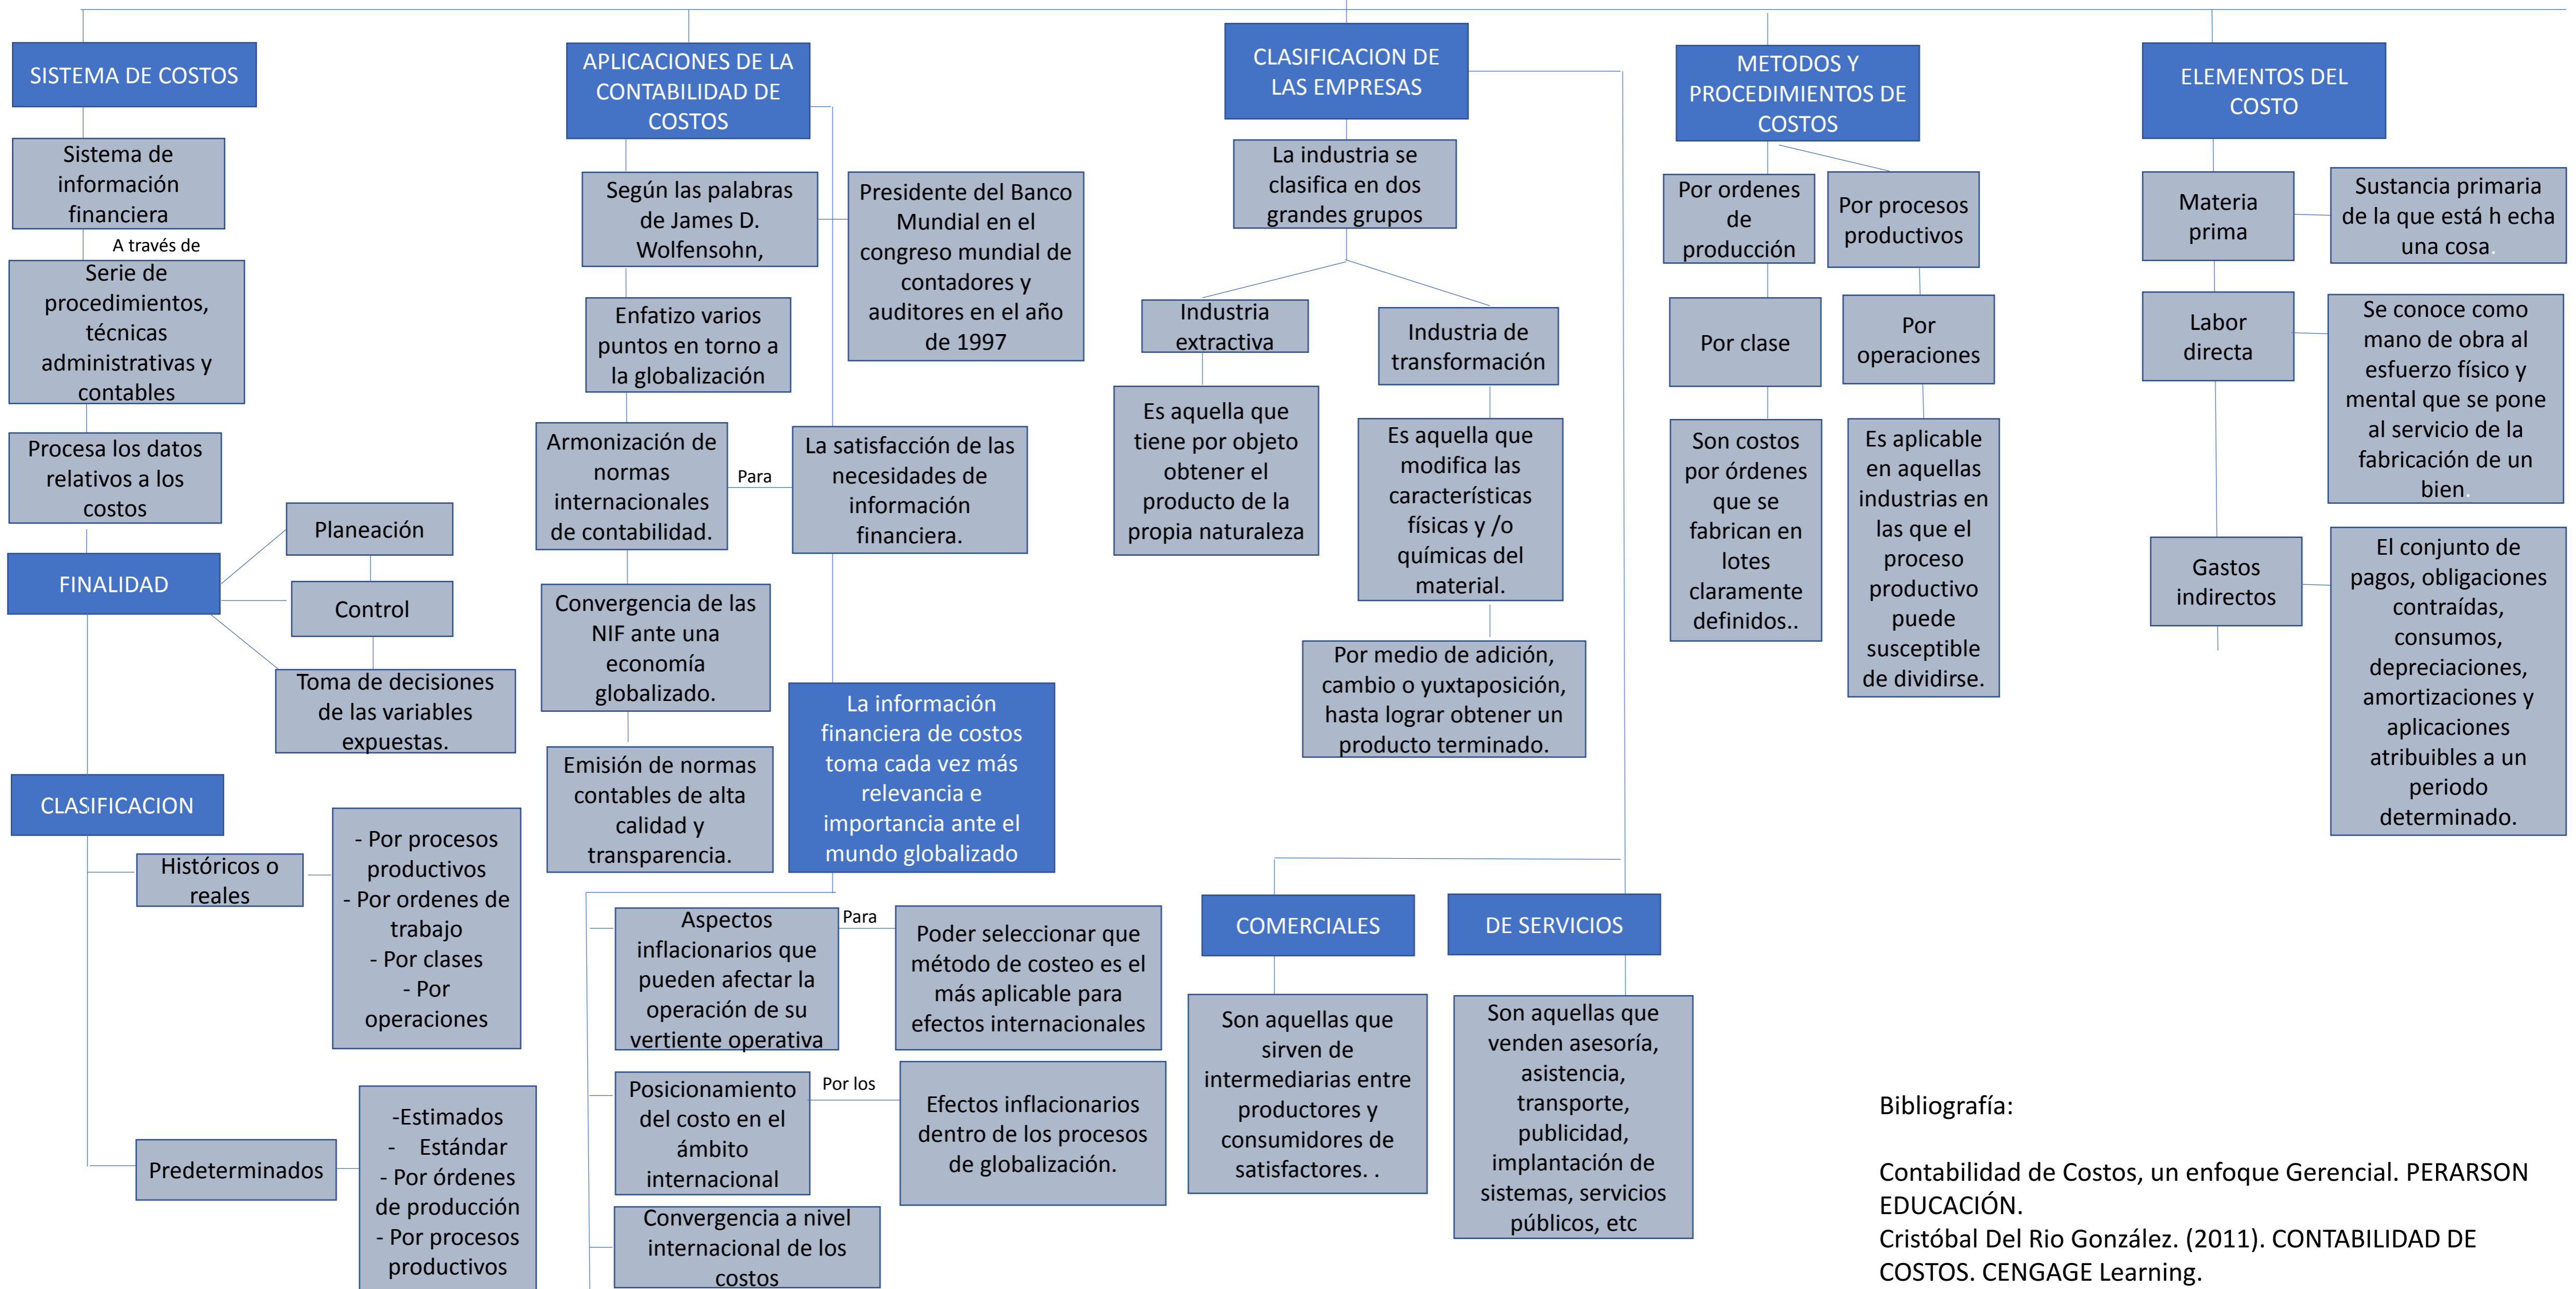 SISTEMA DE COSTOS
Sistema de
información
financiera
A través de
Serie de
procedimientos,
técnicas
administrativas y
contables
Procesa los datos
relativos a los
costos
FINALIDAD
Planeación
Control
Toma de decisiones
de las variables
expuestas.
CLASIFICACION
Históricos o
reales
- Por procesos
productivos
- Por ordenes de
trabajo
- Por clases
- Por
operaciones
Predeterminados
-Estimados
- Estándar
- Por órdenes
de producción
- Por procesos
productivos
APLICACIONES DE LA
CONTABILIDAD DE
COSTOS
Según las palabras
de James D.
Wolfensohn,
Presidente del Banco
Mundial en el
congreso mundial de
contadores y
auditores en el año
de 1997
Enfatizo varios
puntos en torno a
la globalización
Armonización de
normas
internacionales
de contabilidad.
Para
La satisfacción de las
necesidades de
información
financiera.
Convergencia de las
NIF ante una
economía
globalizado.
Emisión de normas
contables de alta
calidad y
transparencia.
La información
financiera de costos
toma cada vez más
relevancia e
importancia ante el
mundo globalizado
Aspectos
inflacionarios que
pueden afectar la
operación de su
vertiente operativa
Para
Poder seleccionar que
método de costeo es el
más aplicable para
efectos internacionales
Posicionamiento
del costo en el
ámbito
internacional
Por los
Efectos inflacionarios
dentro de los procesos
de globalización.
Convergencia a nivel
internacional de los
costos
CLASIFICACION DE
LAS EMPRESAS
La industria se
clasifica en dos
grandes grupos
Industria
extractiva
Es aquella que
tiene por objeto
obtener el
producto de la
propia naturaleza
Industria de
transformación
Es aquella que
modifica las
características
físicas y /o
químicas del
material.
Por medio de adición,
cambio o yuxtaposición,
hasta lograr obtener un
producto terminado.
COMERCIALES
Son aquellas que
sirven de
intermediarias entre
productores y
consumidores de
satisfactores. .
DE SERVICIOS
Son aquellas que
venden asesoría,
asistencia,
transporte,
publicidad,
implantación de
sistemas, servicios
públicos, etc
METODOS Y
PROCEDIMIENTOS DE
COSTOS
Por ordenes
de
producción
Por clase
Son costos
por órdenes
que se
fabrican en
lotes
claramente
definidos..
Por procesos
productivos
Por
operaciones
Es aplicable
en aquellas
industrias en
las que el
proceso
productivo
puede
susceptible
de dividirse.
ELEMENTOS DEL
COSTO
Materia
prima
Sustancia primaria
de la que está h echa
una cosa.
Labor
directa
Se conoce como
mano de obra al
esfuerzo físico y
mental que se pone
al servicio de la
fabricación de un
bien.
Gastos
indirectos
El conjunto de
pagos, obligaciones
contraídas,
consumos,
depreciaciones,
amortizaciones y
aplicaciones
atribuibles a un
periodo
determinado.
Bibliografía:
Contabilidad de Costos, un enfoque Gerencial. PERARSON
EDUCACIÓN.
Cristóbal Del Rio González. (2011). CONTABILIDAD DE
COSTOS. CENGAGE Learning.